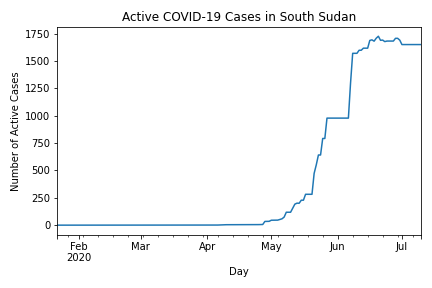 Active COVID-19 Cases in South Sudan
Number of Active Cases
1750
1500
1250
1000
750
500
250
0
Feb Mar Apr May Jun Jul
2020
Day